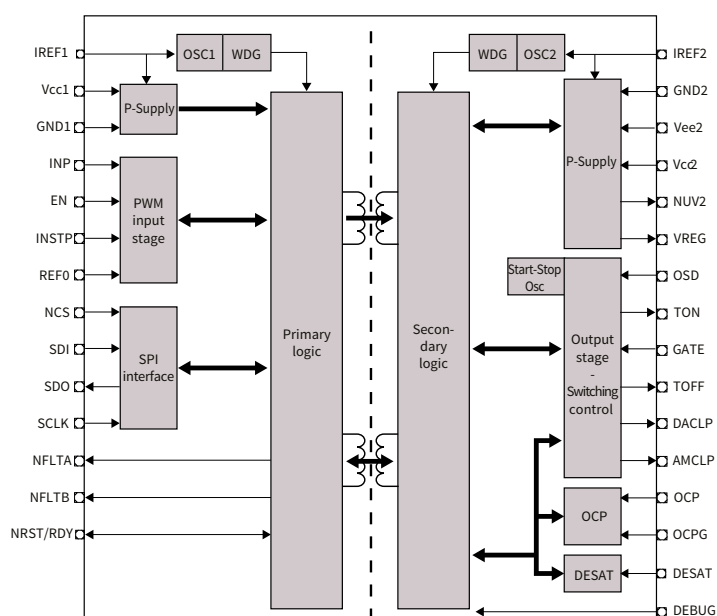 IREF1
OSC1
WDG
WDG
OSC2
IREF2
Vcc1
P-Supply
GND2
GND1
Vee2
P-Supply
INP
Vcc2
EN
PWM
input
stage
NUV2
INSTP
VREG
REF0
Start-Stop
Osc
OSD
NCS
TON
SDI
SPI
interface
Primary
logic
Secon-
dary
logic
Output
stage
-
Switching
control
GATE
SDO
TOFF
SCLK
DACLP
NFLTA
AMCLP
NFLTB
OCP
OCP
NRST/RDY
OCPG
DESAT
DESAT
DEBUG